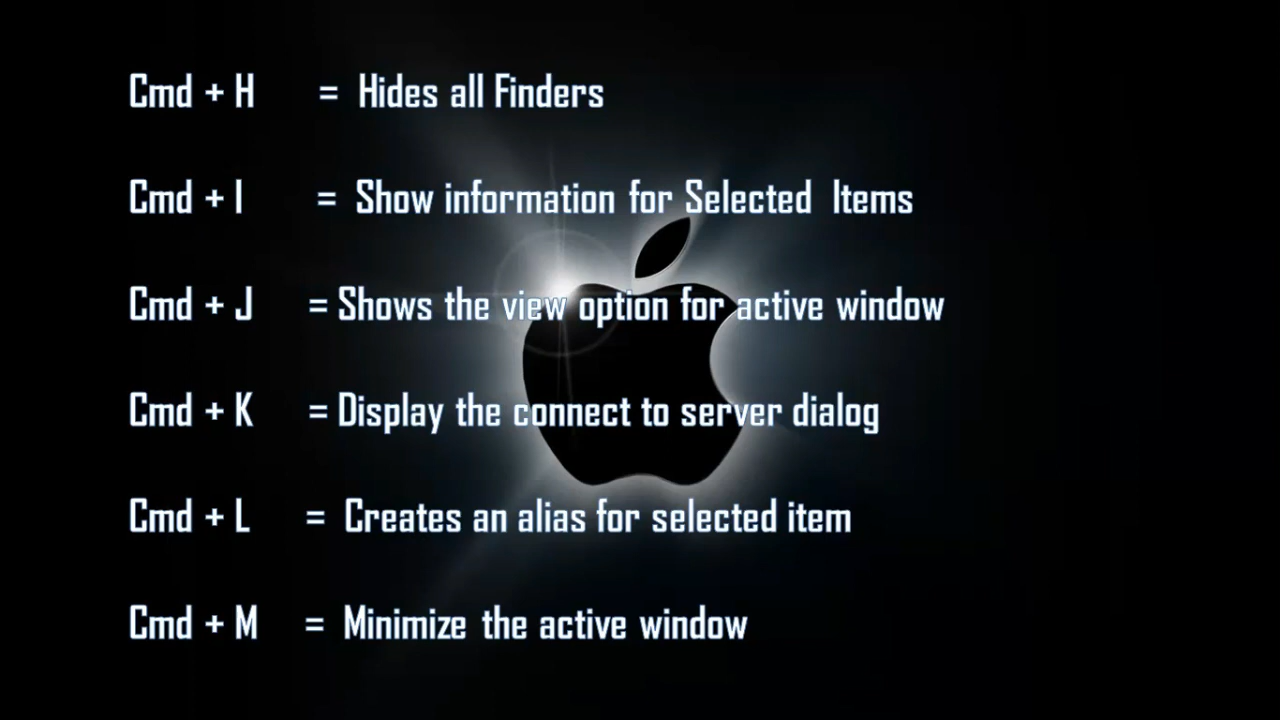 Cmd + H = Hides all Finders
Cmd + I = Show information for Selected Items
Cmd + J = Shows the view option for active window
Cmd + K = Display the connect to server dialog
Cmd + L = Creates an alias for selected item
Cmd + M = Minimize the active window